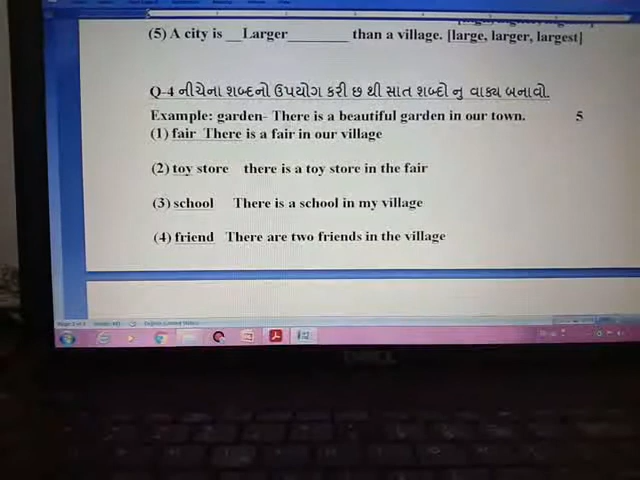 (5) A city is __Larger________ than a village. [large, larger, largest]
Q-4 નીચેના શબ્દનો ઉપયોગ કરી છ થી સાત શબ્દો નુ વાક્ય બનાવો.
Example: garden- There is a beautiful garden in our town. 5
(1) fair There is a fair in our village
(2) toy store there is a toy store in the fair
(3) school There is a school in my village
(4) friend There are two friends in the village
DELL